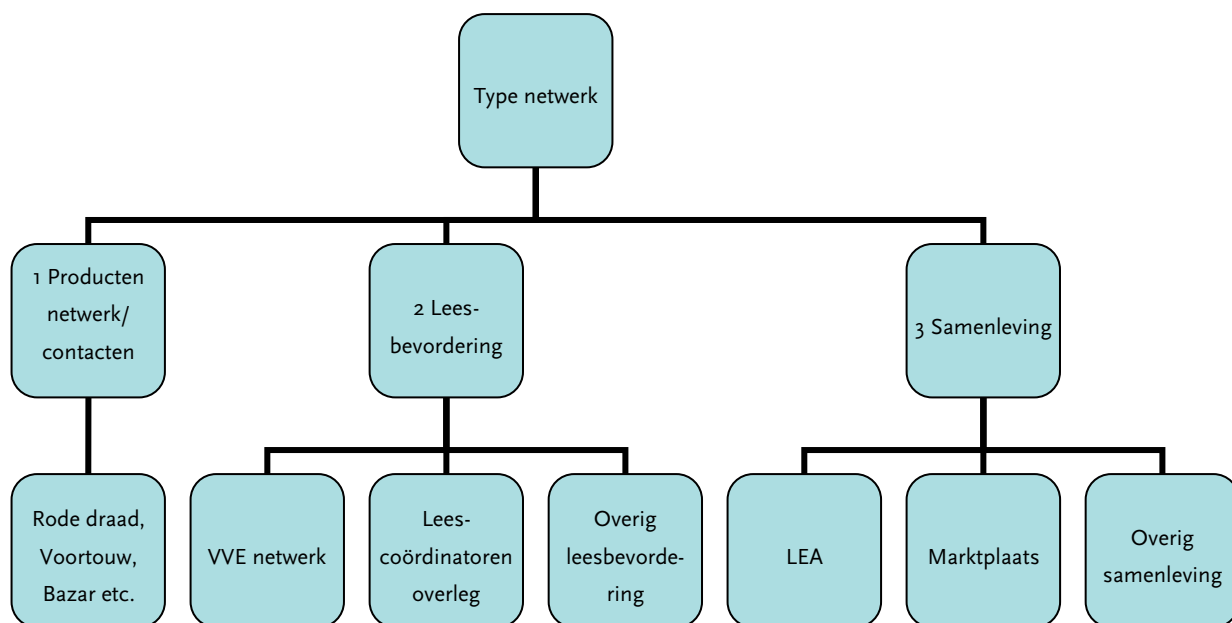 Type netwerk
1 Producten
netwerk/
contacten
2 Lees-
bevordering
3 Samenleving
Rode draad,
Voortouw,
Bazar etc.
VVE netwerk
Lees-
coördinatoren
overleg
Overig
leesbevorde-
ring
LEA
Marktplaats
Overig
samenleving